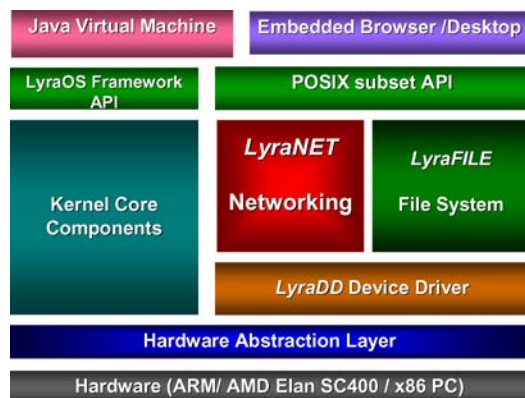 Java Virtual Machine
Embedded Browser /Desktop
LyraOS Framework
API
POSIX subset API
Kernel Core
Components
LyraNET
Networking
LyraFILE
File System
LyraDD Device Driver
Hardware Abstraction Layer
Hardware (ARM/ AMD Elan SC400 / x86 PC)